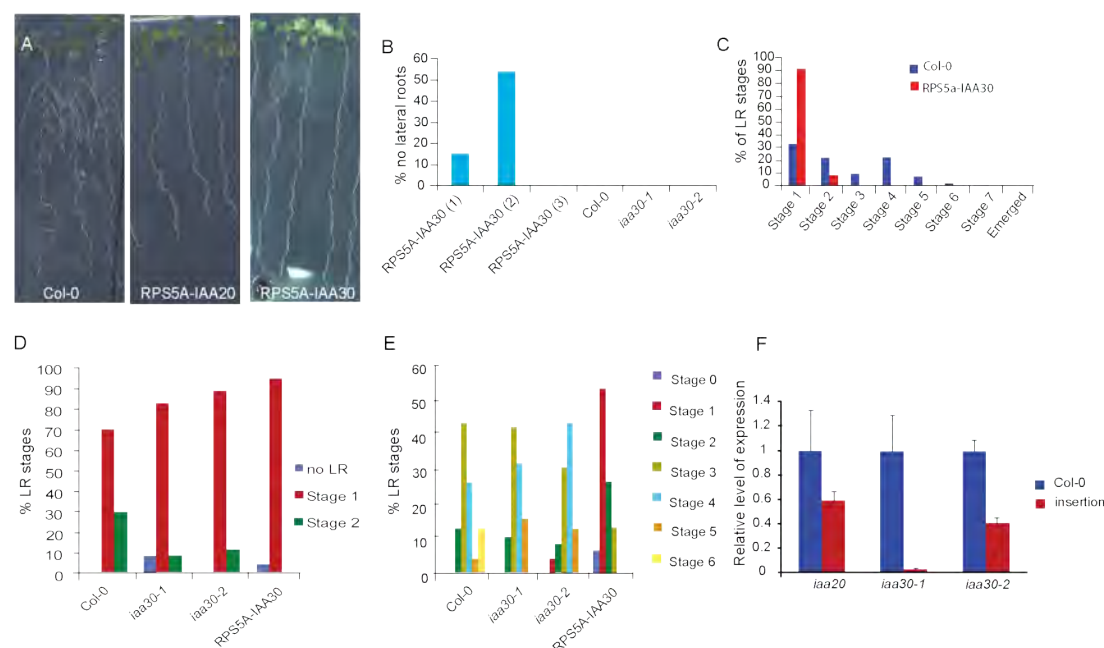 A
Col-0
RPS5A-IAA20
RPS5A-IAA30
B
% no lateral roots
60
50
40
30
20
10
0
RPS5A-IAA30 (1)
RPS5A-IAA30 (2)
RPS5A-IAA30 (3)
Col-0
iaa30-1
iaa30-2
C
% of LR stages
100
90
80
70
60
50
40
30
20
10
0
Col-0
RPS5a-IAA30
Stage 1
Stage 2
Stage 3
Stage 4
Stage 5
Stage 6
Stage 7
Emerged
D
% LR stages
100
90
80
70
60
50
40
30
20
10
0
no LR
Stage 1
Stage 2
Col-0
iaa30-1
iaa30-2
RPS5A-IAA30
E
% LR stages
60
50
40
30
20
10
0
Stage 0
Stage 1
Stage 2
Stage 3
Stage 4
Stage 5
Stage 6
Col-0
iaa30-1
iaa30-2
RPS5A-IAA30
F
Relative level of expression
1.4
1.2
1
0.8
0.6
0.4
0.2
0
Col-0
insertion
iaa20
iaa30-1
iaa30-2